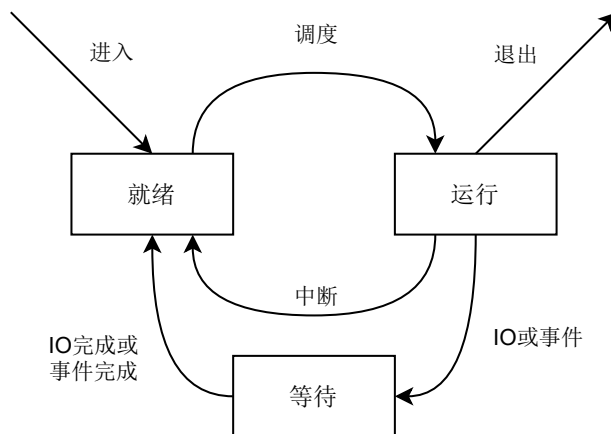 进入
调度
退出
就绪
运行
中断
IO完成或
事件完成
IO或事件
等待